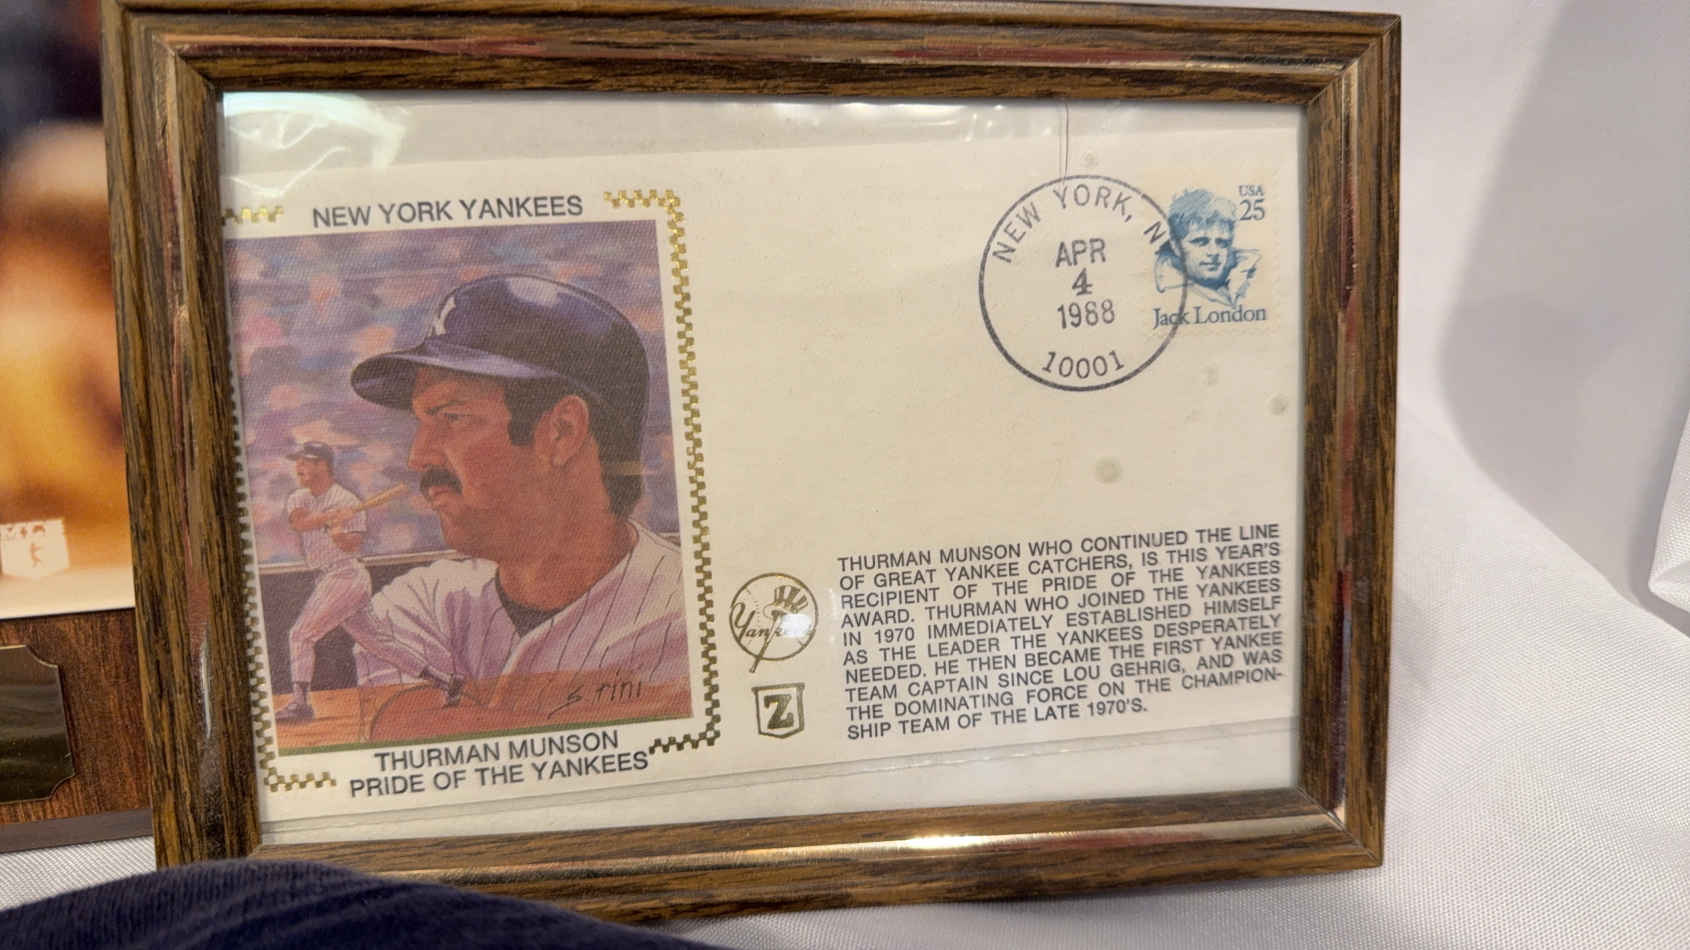 NEW YORK YANKEES
S Rini
THURMAN MUNSON
PRIDE OF THE YANKEES
NEW YORK, N
APR
4
1988
10001
USA
25
Jack London
Yankees
Z
THURMAN MUNSON WHO CONTINUED THE LINE
OF GREAT YANKEE CATCHERS, IS THIS YEAR'S
RECIPIENT OF THE PRIDE OF THE YANKEES
AWARD. THURMAN WHO JOINED THE YANKEES
IN 1970 IMMEDIATELY ESTABLISHED HIMSELF
AS THE LEADER THE YANKEES DESPERATELY
NEEDED. HE THEN BECAME THE FIRST YANKEE
TEAM CAPTAIN SINCE LOU GEHRIG, AND WAS
THE DOMINATING FORCE ON THE CHAMPION-
SHIP TEAM OF THE LATE 1970'S.